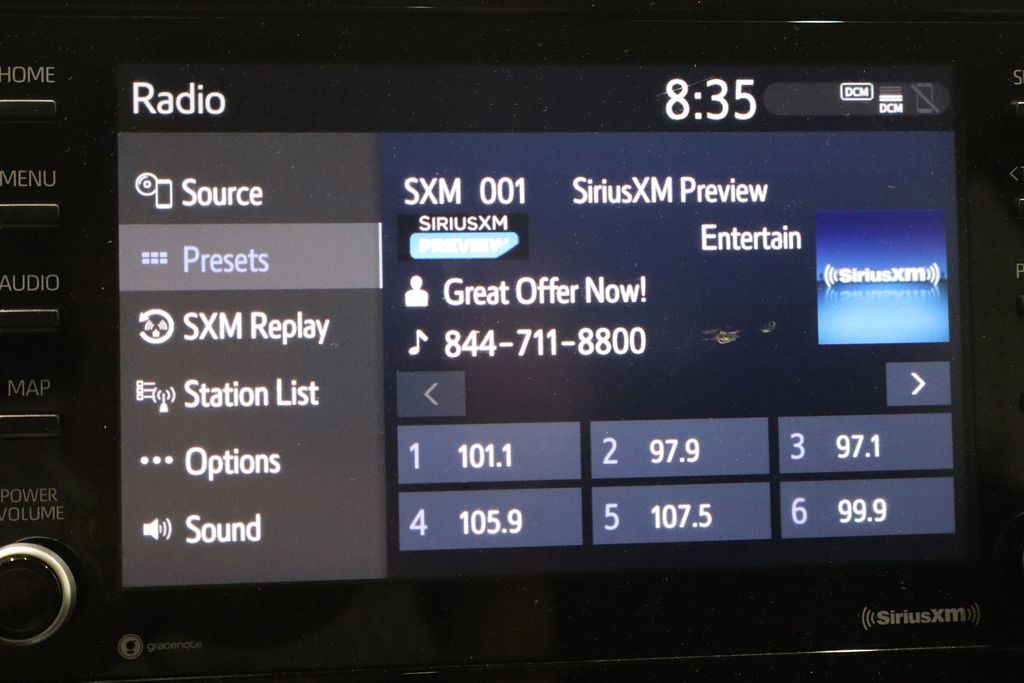 HOME
MENU
AUDIO
MAP
POWER
VOLUME
Radio
8:35
DCM
DCM
Source
Presets
SXM Replay
Station List
Options
Sound
SXM 001 SiriusXM Preview
SIRIUSXM
PREVIEW
Entertain
((SiriusXM))
Great Offer Now!
844-711-8800
<
>
1 101.1
2 97.9
3 97.1
4 105.9
5 107.5
6 99.9
gracenote
((SiriusXM))